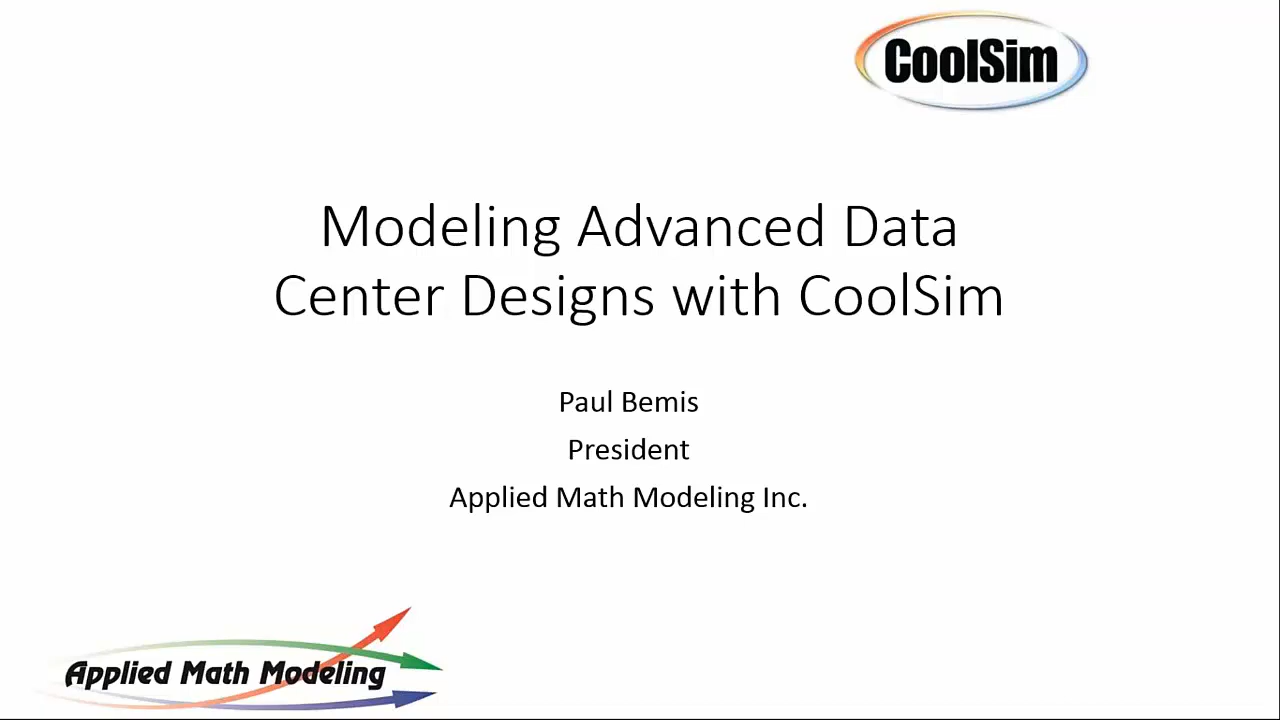 CoolSim
Modeling Advanced Data
Center Designs with CoolSim
Paul Bemis
President
Applied Math Modeling Inc.
Applied Math Modeling